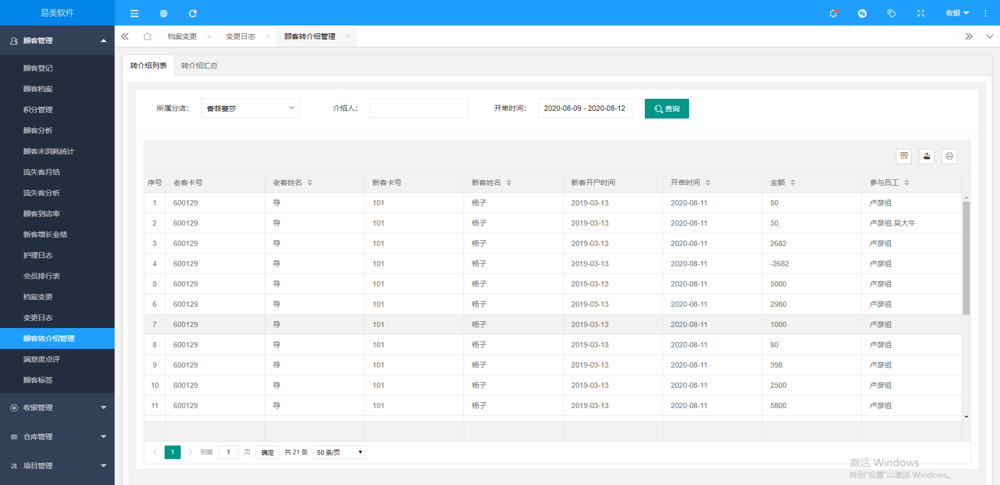 易美软件
收银
顾客管理
档案变更
变更日志
顾客转介绍管理
顾客登记
顾客档案
积分管理
顾客分析
顾客未消耗统计
流失客月结
流失客分析
顾客到店率
新客增长业绩
护理日志
会员排行表
档案变更
变更日志
顾客转介绍管理
满意度点评
顾客标签
收银管理
仓库管理
项目管理
转介绍列表 转介绍汇总
所属分店： 香菲蔓莎 介绍人： 开单时间： 2020-08-09 - 2020-08-12 查询
序号 老客卡号 老客姓名 新客卡号 新客姓名 新客开户时间 开单时间 金额 参与员工
1 600129 导 101 杨子 2019-03-13 2020-08-11 50 卢彦祖
2 600129 导 101 杨子 2019-03-13 2020-08-11 50 卢彦祖,吴大牛
3 600129 导 101 杨子 2019-03-13 2020-08-11 2682 卢彦祖
4 600129 导 101 杨子 2019-03-13 2020-08-11 -2682 卢彦祖
5 600129 导 101 杨子 2019-03-13 2020-08-11 5000 卢彦祖
6 600129 导 101 杨子 2019-03-13 2020-08-11 2980 卢彦祖
7 600129 导 101 杨子 2019-03-13 2020-08-11 1000 卢彦祖
8 600129 导 101 杨子 2019-03-13 2020-08-11 80 卢彦祖
9 600129 导 101 杨子 2019-03-13 2020-08-11 398 卢彦祖
10 600129 导 101 杨子 2019-03-13 2020-08-11 2500 卢彦祖
11 600129 导 101 杨子 2019-03-13 2020-08-11 5800 卢彦祖
1 到第 1 页 确定 共 21 条 50 条/页
激活 Windows
转到"设置"以激活 Windows。